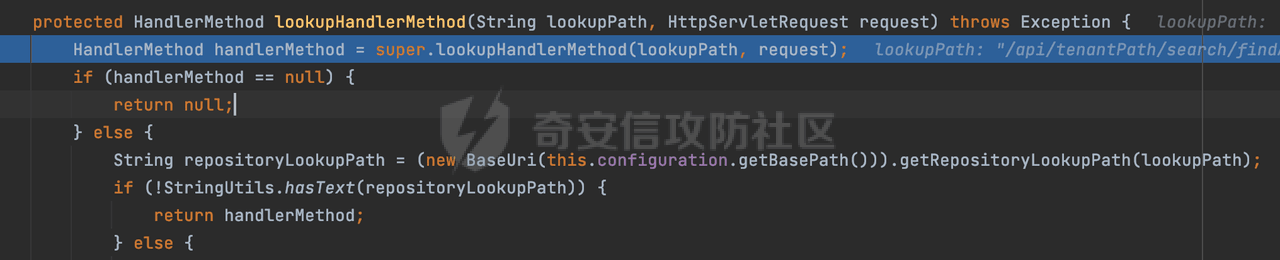 protected HandlerMethod lookupHandlerMethod(String lookupPath, HttpServletRequest request) throws Exception {  lookupPath:
HandlerMethod handlerMethod = super.lookupHandlerMethod(lookupPath, request);  lookupPath: "/api/tenantPath/search/find/
if (handlerMethod == null) {
return null;
} else {
奇安信攻防社区
String repositoryLookupPath = (new BaseUri(this.configuration.getBasePath())).getRepositoryLookupPath(lookupPath);
if (!StringUtils.hasText(repositoryLookupPath)) {
return handlerMethod;
} else {